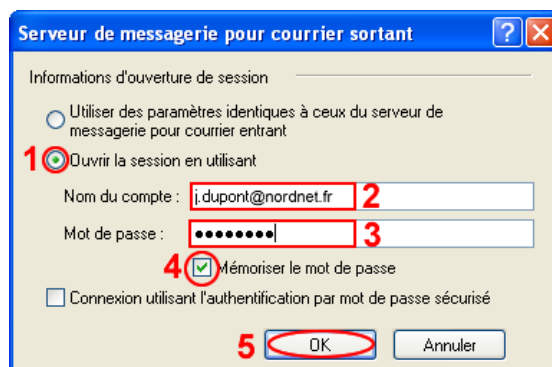 Serveur de messagerie pour courrier sortant
Informations d'ouverture de session
Utiliser des paramètres identiques à ceux du serveur de
messagerie pour courrier entrant
1 Ouvrir la session en utilisant
Nom du compte : j.dupont@nordnet.fr 2
Mot de passe : ●●●●●●●● 3
4 Mémoriser le mot de passe
Connexion utilisant l'authentification par mot de passe sécurisé
5 OK Annuler